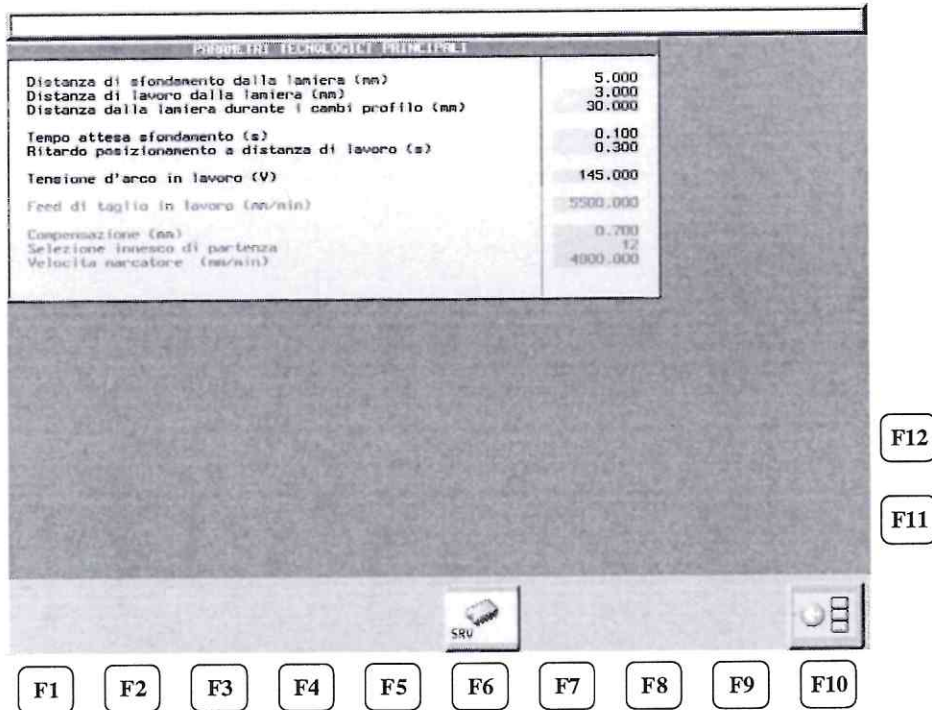 PARAMETRI TECNOLOGICI PRINCIPALI
Distanza di sfondamento dalla lamiera (mm) 5.000
Distanza di lavoro dalla lamiera (mm) 3.000
Distanza dalla lamiera durante i cambi profilo (mm) 30.000
Tempo attesa sfondamento (s) 0.100
Ritardo posizionamento a distanza di lavoro (s) 0.300
Tensione d'arco in lavoro (V) 145.000
Feed di taglio in lavoro (mm/min) 5500.000
Compensazione (mm) 0.700
Selezione innesco di partenza 12
Velocita marcatore (mm/min) 4000.000
F12
F11
SRV
F1 F2 F3 F4 F5 F6 F7 F8 F9 F10